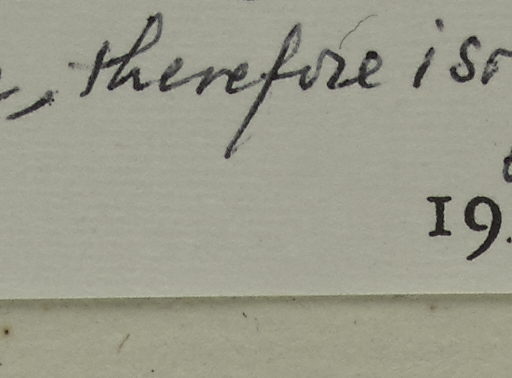 , therefore is
19.